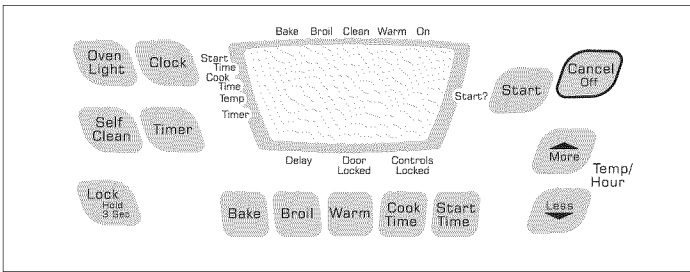 Bake Broil Clean Warm On
Oven
Light
Clock
Start
Time
Cook
Time
Temp
Timer
Start?
Start
Cancel
Off
Self
Clean
Timer
Delay
Door
Locked
Controls
Locked
More
Temp/
Hour
Less
Lock
Hold
3 Sec
Bake
Broil
Warm
Cook
Time
Start
Time